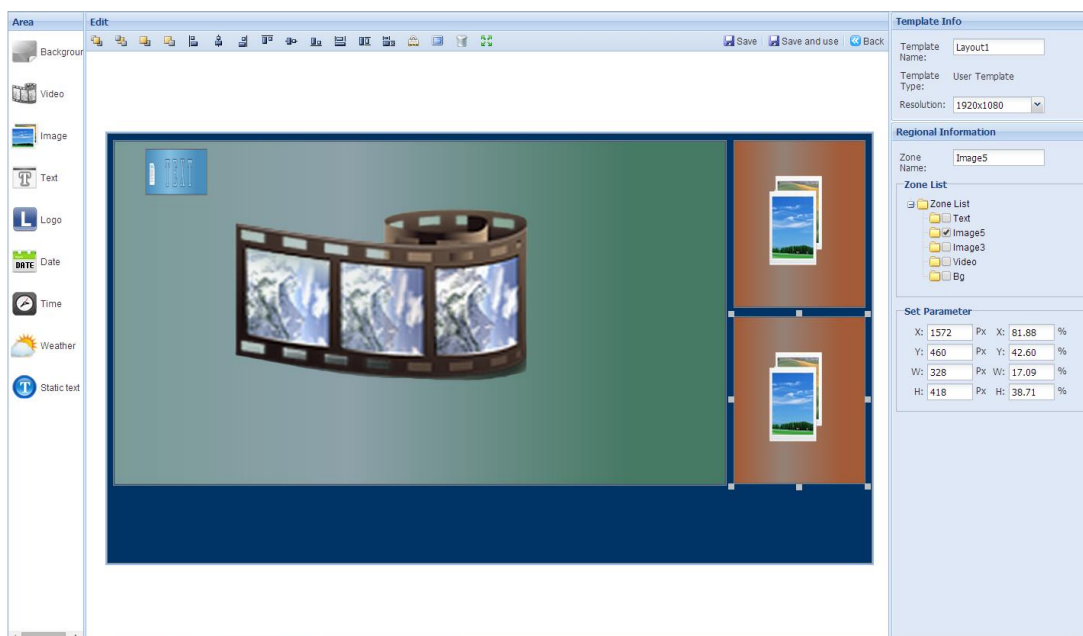 Area
Edit
Template Info
Save
Save and use
Back
Backgroun
Video
Image
Text
Logo
DATE
Date
Time
Weather
Static text
TEXT
Template Name:
Layout1
Template Type:
User Template
Resolution:
1920x1080
Regional Information
Zone Name:
Image5
Zone List
Zone List
Text
Image5
Image3
Video
Bg
Set Parameter
X: 1572 Px X: 81.88 %
Y: 460 Px Y: 42.60 %
W: 328 Px W: 17.09 %
H: 418 Px H: 38.71 %